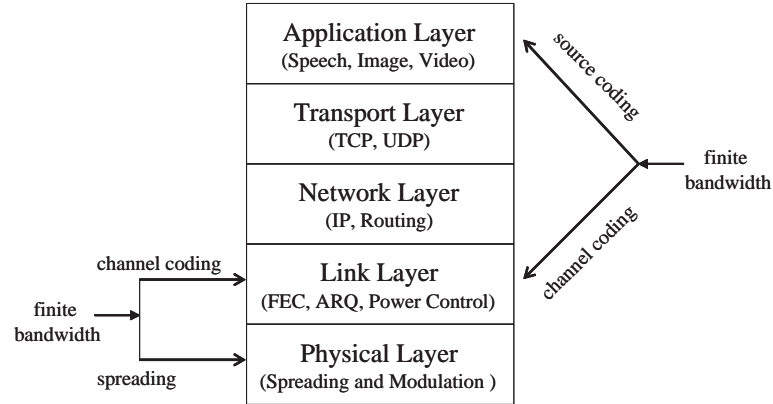 Application Layer
(Speech, Image, Video)
source coding
Transport Layer
(TCP, UDP)
finite
bandwidth
Network Layer
(IP, Routing)
channel coding
channel coding
Link Layer
(FEC, ARQ, Power Control)
finite
bandwidth
Physical Layer
(Spreading and Modulation )
spreading